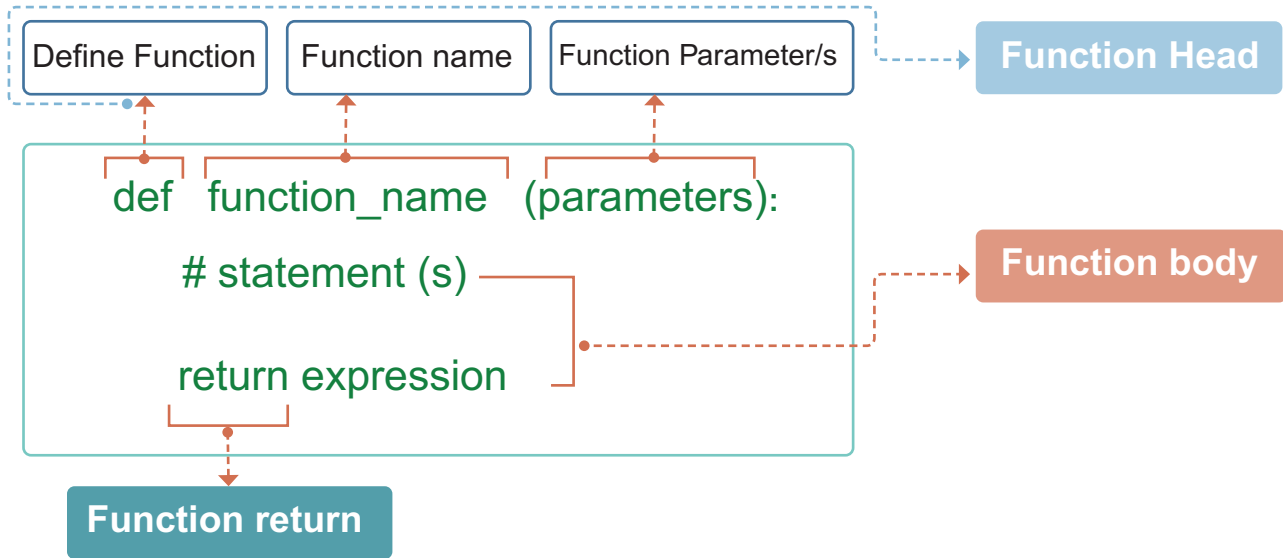 Define Function
Function name
Function Parameter/s
Function Head
def function_name (parameters):
# statement (s)
Function body
return expression
Function return